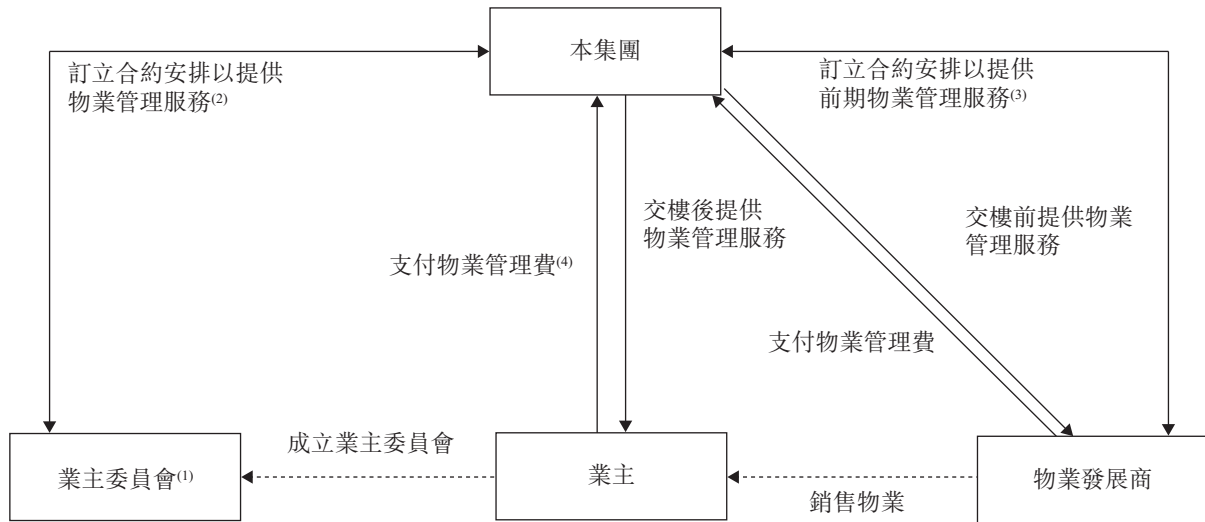 本集團
訂立合約安排以提供
物業管理服務(2)
訂立合約安排以提供
前期物業管理服務(3)
交樓後提供
物業管理服務
交樓前提供物業
管理服務
支付物業管理費(4)
支付物業管理費
成立業主委員會
業主委員會(1)
業主
物業發展商
銷售物業